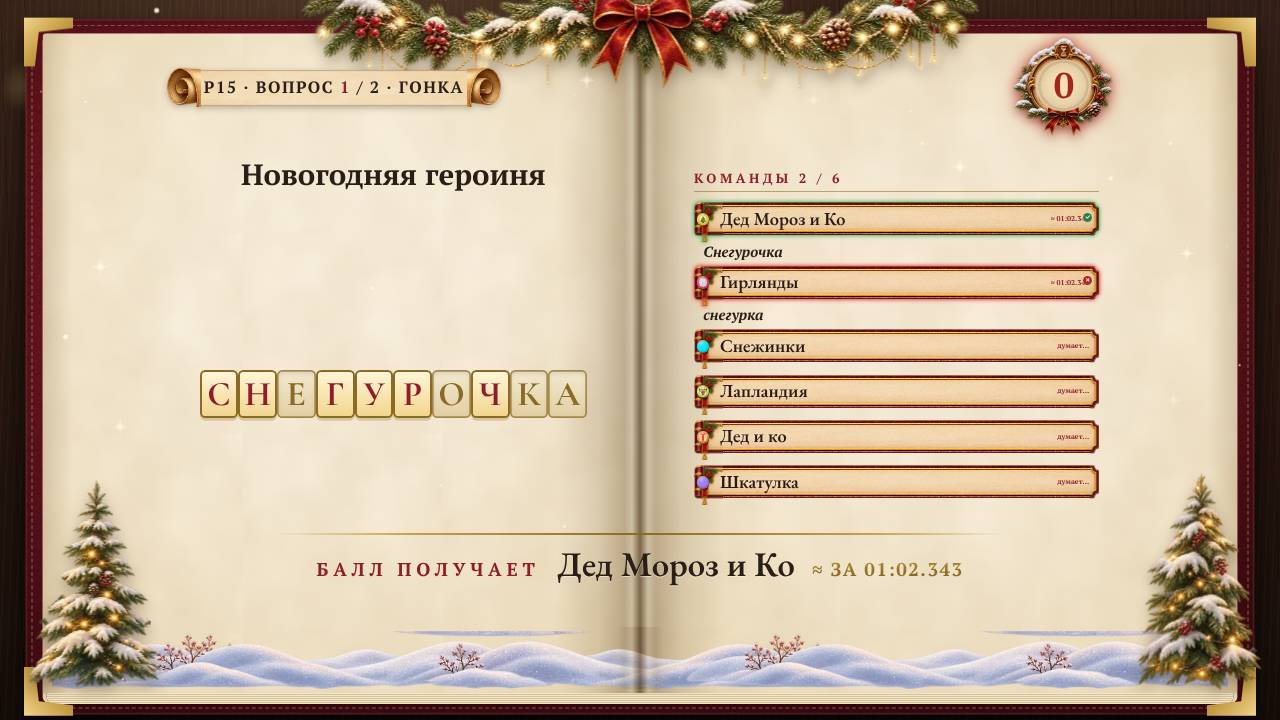 Р15 · ВОПРОС 1 / 2 · ГОНКА
0
Новогодняя героиня
СНЕГУРОЧКА
КОМАНДЫ 2 / 6
Дед Мороз и Ко
Снегурочка
Гирлянды
снегурка
Снежинки думает...
Лапландия думает...
Дед и ко думает...
Шкатулка думает...
БАЛЛ ПОЛУЧАЕТ Дед Мороз и Ко ≈ ЗА 01:02.343